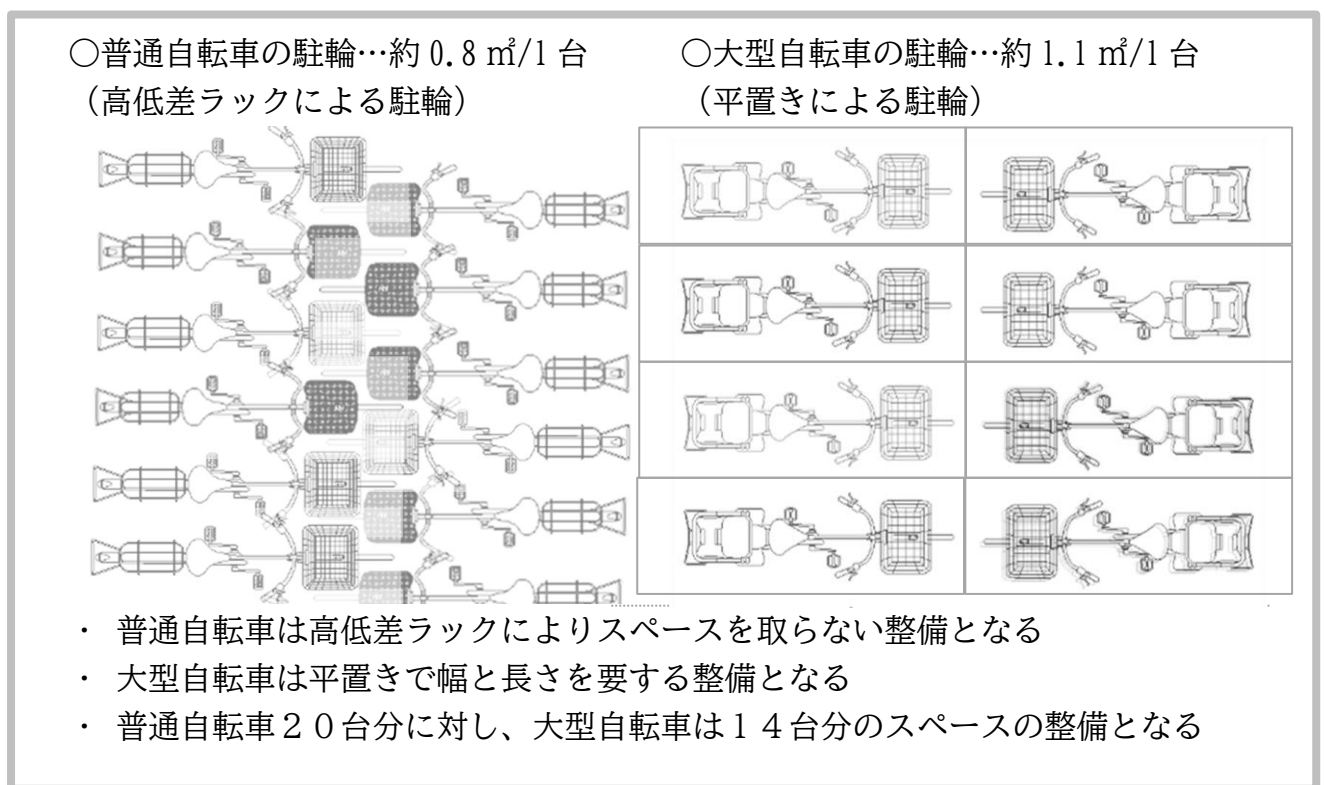 ○普通自転車の駐輪…約0.8㎡/1台
(高低差ラックによる駐輪)
○大型自転車の駐輪…約1.1㎡/1台
(平置きによる駐輪)
・ 普通自転車は高低差ラックによりスペースを取らない整備となる
・ 大型自転車は平置きで幅と長さを要する整備となる
・ 普通自転車２０台分に対し、大型自転車は１４台分のスペースの整備となる